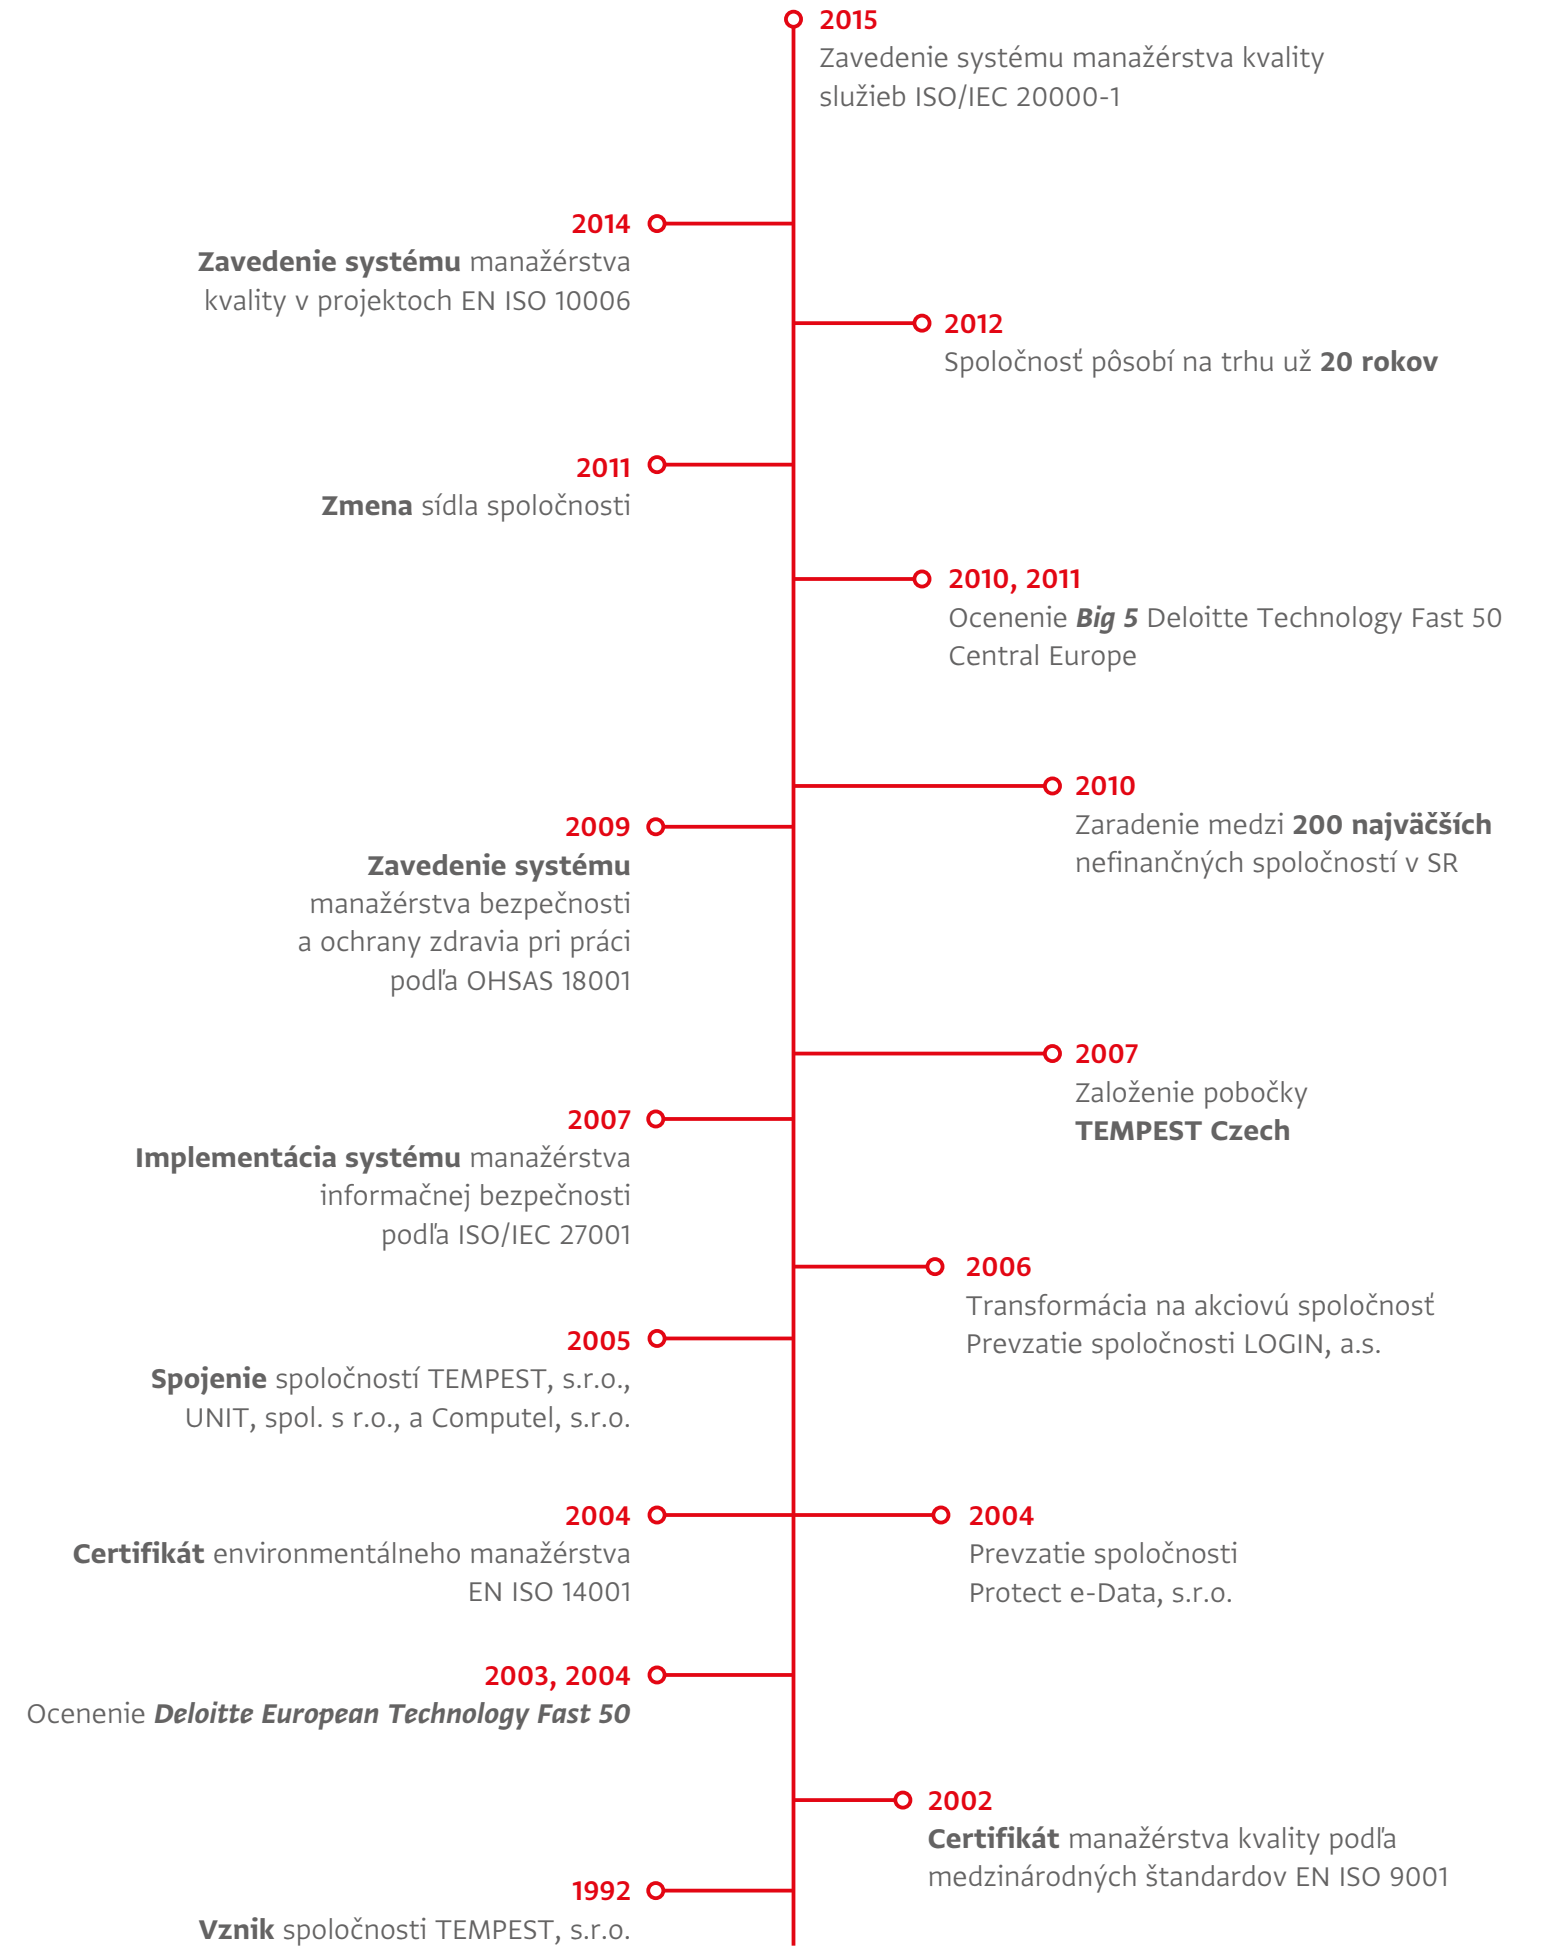 2015
Zavedenie systému manažérstva kvality
služieb ISO/IEC 20000-1
2014
Zavedenie systému manažérstva
kvality v projektoch EN ISO 10006
2012
Spoločnosť pôsobí na trhu už 20 rokov
2011
Zmena sídla spoločnosti
2010, 2011
Ocenenie Big 5 Deloitte Technology Fast 50
Central Europe
2010
Zaradenie medzi 200 najväčších
nefinančných spoločností v SR
2009
Zavedenie systému
manažérstva bezpečnosti
a ochrany zdravia pri práci
podľa OHSAS 18001
2007
Založenie pobočky
TEMPEST Czech
2007
Implementácia systému manažérstva
informačnej bezpečnosti
podľa ISO/IEC 27001
2006
Transformácia na akciovú spoločnosť
Prevzatie spoločnosti LOGIN, a.s.
2005
Spojenie spoločností TEMPEST, s.r.o.,
UNIT, spol. s r.o., a Computel, s.r.o.
2004
Certifikát environmentálneho manažérstva
EN ISO 14001
2004
Prevzatie spoločnosti
Protect e-Data, s.r.o.
2003, 2004
Ocenenie Deloitte European Technology Fast 50
2002
Certifikát manažérstva kvality podľa
medzinárodných štandardov EN ISO 9001
1992
Vznik spoločnosti TEMPEST, s.r.o.